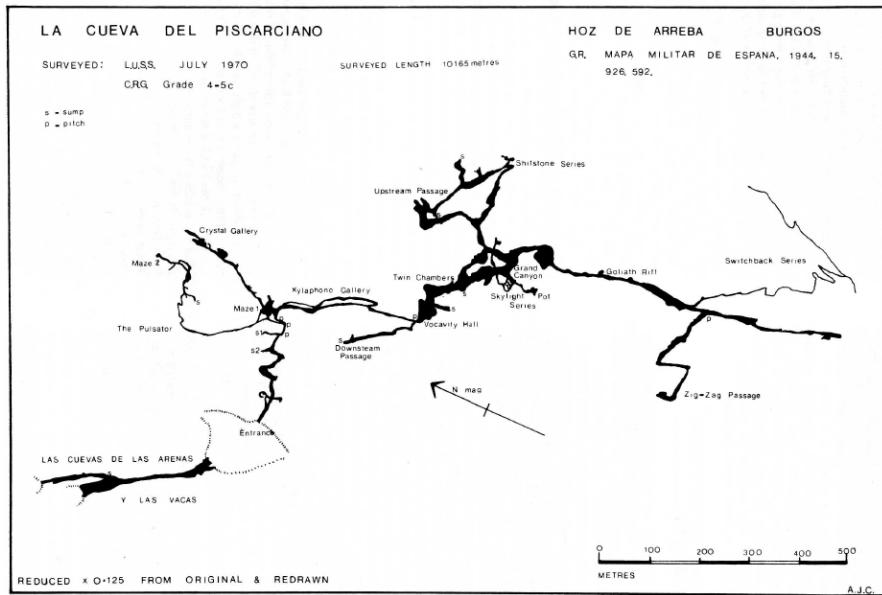 LA CUEVA DEL PISCARCIANO
HOZ DE ARREBA BURGOS
SURVEYED: L.U.S.S. JULY 1970
SURVEYED LENGTH 10165 metres
G.R. MAPA MILITAR DE ESPANA, 1944, 15.
C.R.G. Grade 4-5c
926, 592.
s - sump
p - pitch
s
Shitstone Series
Upstream Passage
s
Crystal Gallery
Maze 2
Switchback Series
Twin Chambers
Grand
Canyon
Goliath Rift
s
Xylaphone Gallery
Skylight
Series
Pot
s
Maze 1
p
The Pulsator
p
s1
p
p
Vocavity Hall
s
p
s2
s
Downsteam
Passage
N mag
Zig-Zag Passage
Entrance
LAS CUEVAS DE LAS ARENAS
s
Y LAS VACAS
0 100 200 300 400 500
METRES
REDUCED x 0·125 FROM ORIGINAL & REDRAWN
A.J.C.